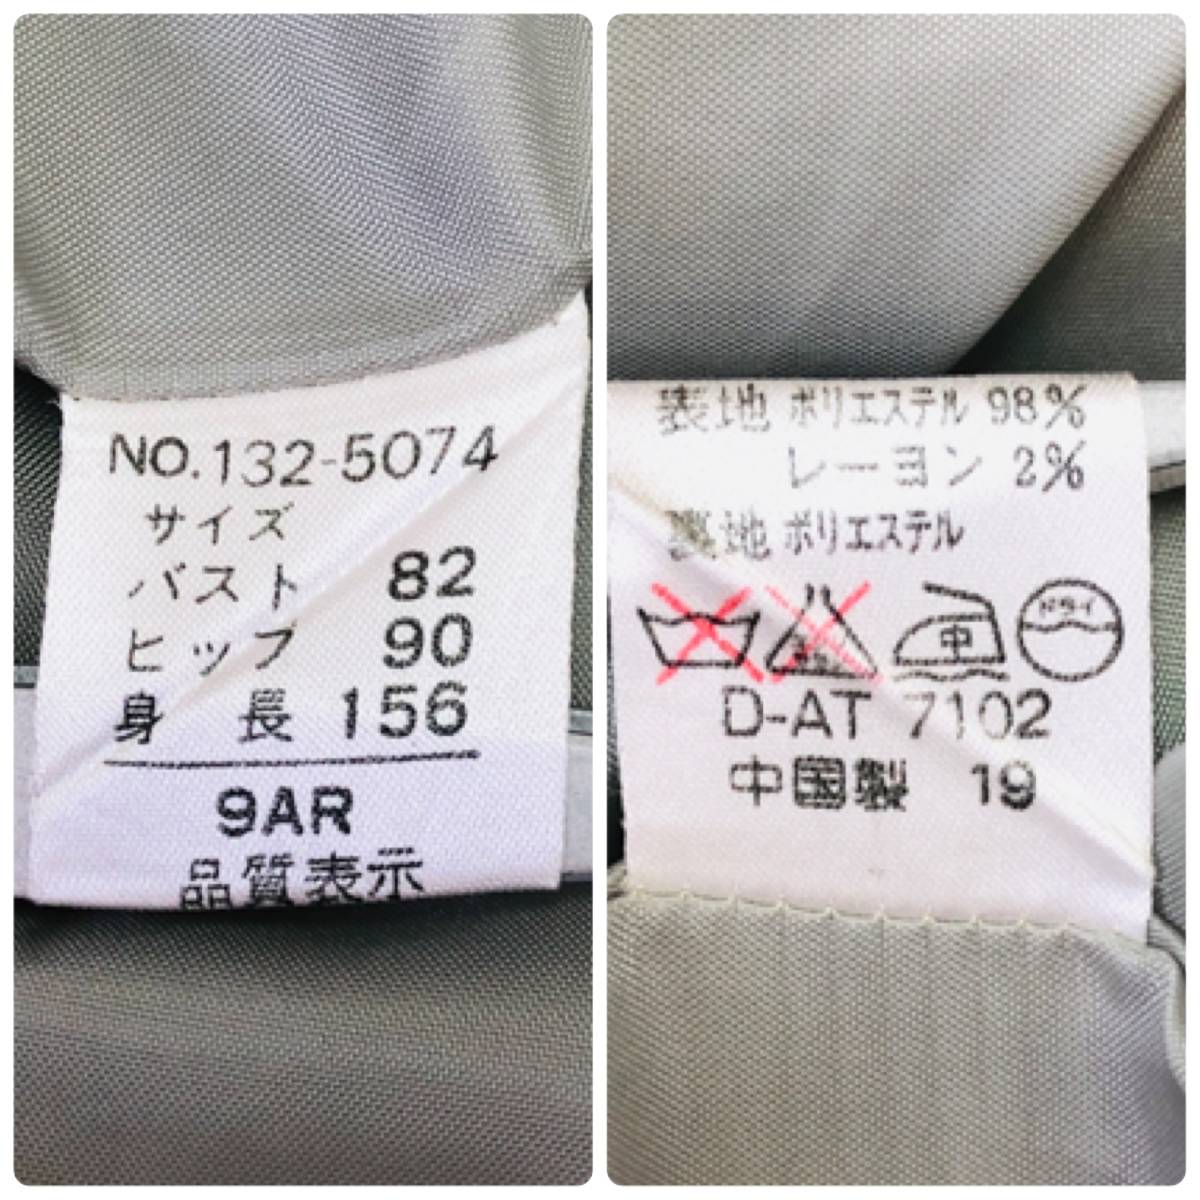 NO.132-5074
サイズ
バスト 82
ヒップ 90
身長 156
9AR
品質表示
表地 ポリエステル 98%
レーヨン 2%
裏地 ポリエステル
中 ドライ
D-AT 7102
中国製 19